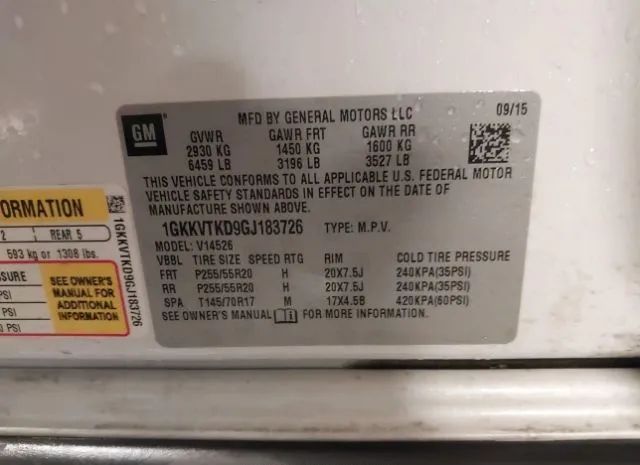 GM
®
MFD BY GENERAL MOTORS LLC 09/15
GVWR GAWR FRT GAWR RR
2930 KG 1450 KG 1600 KG
6459 LB 3196 LB 3527 LB
THIS VEHICLE CONFORMS TO ALL APPLICABLE U.S. FEDERAL MOTOR
VEHICLE SAFETY STANDARDS IN EFFECT ON THE DATE OF
MANUFACTURE SHOWN ABOVE.
1GKKVTKD9GJ183726 TYPE: M.P.V.
MODEL: V14526
VBBL TIRE SIZE SPEED RTG RIM COLD TIRE PRESSURE
FRT P255/55R20 H 20X7.5J 240KPA(35PSI)
RR P255/55R20 H 20X7.5J 240KPA(35PSI)
SPA T145/70R17 M 17X4.5B 420KPA(60PSI)
SEE OWNER'S MANUAL FOR MORE INFORMATION.
ORMATION
2 REAR 5
593 kg or 1308 lbs.
SSURE
PSI
PSI
0 PSI
SEE OWNER'S
MANUAL FOR
ADDITIONAL
INFORMATION
1GKKVTKD9GJ183726